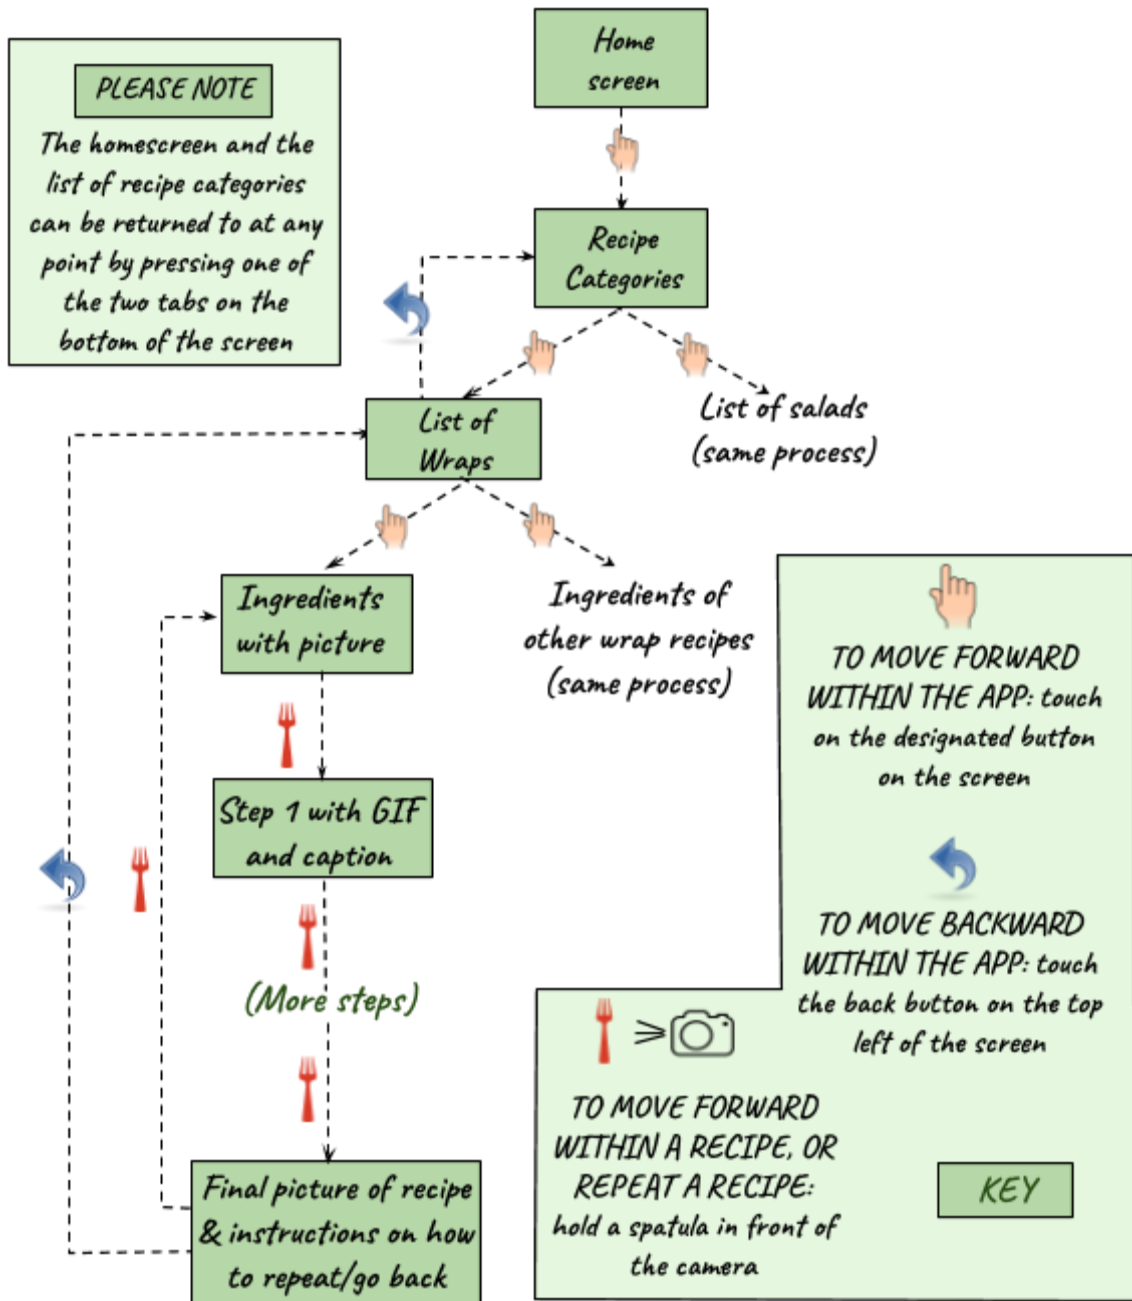 Home
screen
PLEASE NOTE
The homescreen and the
list of recipe categories
can be returned to at any
point by pressing one of
the two tabs on the
bottom of the screen
Recipe
Categories
List of
Wraps
List of salads
(same process)
Ingredients
with picture
Ingredients of
other wrap recipes
(same process)
Step 1 with GIF
and caption
(More steps)
Final picture of recipe
& instructions on how
to repeat/go back
TO MOVE FORWARD
WITHIN THE APP: touch
on the designated button
on the screen
TO MOVE BACKWARD
WITHIN THE APP: touch
the back button on the top
left of the screen
TO MOVE FORWARD
WITHIN A RECIPE, OR
REPEAT A RECIPE:
hold a spatula in front of
the camera
KEY